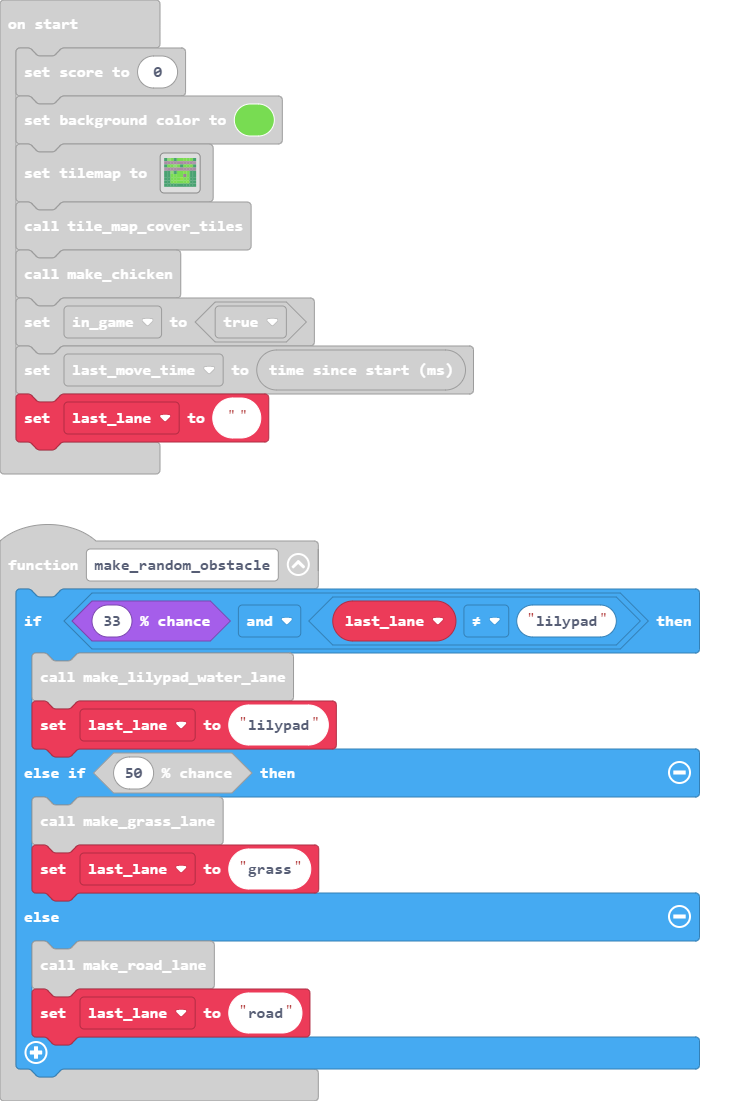 on start
set score to 0
set background color to
set tilemap to
call tile_map_cover_tiles
call make_chicken
set in_game to true
set last_move_time to time since start (ms)
set last_lane to " "
function make_random_obstacle
if 33 % chance and last_lane ≠ "lilypad" then
call make_lilypad_water_lane
set last_lane to "lilypad"
else if 50 % chance then
call make_grass_lane
set last_lane to "grass"
else
call make_road_lane
set last_lane to "road"